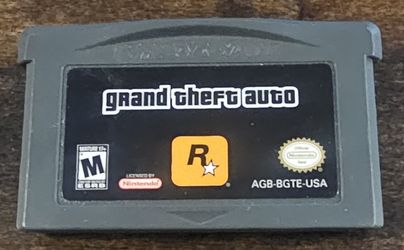 grand theft auto
MATURE 17+
M
ESRB
LICENSED BY
Nintendo
R
Official
Nintendo
Seal
AGB-BGTE-USA